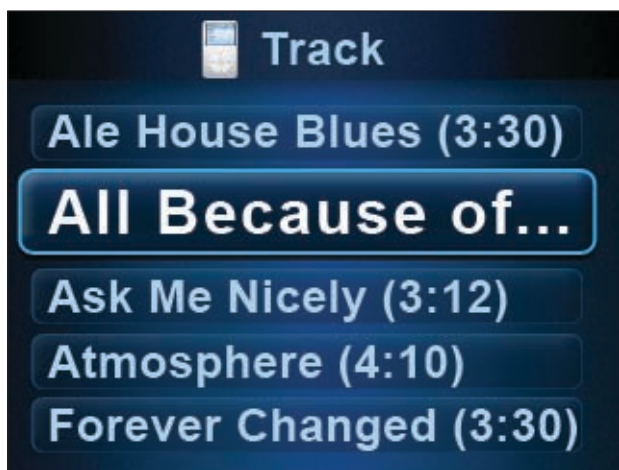 Track
Ale House Blues (3:30)
All Because of...
Ask Me Nicely (3:12)
Atmosphere (4:10)
Forever Changed (3:30)